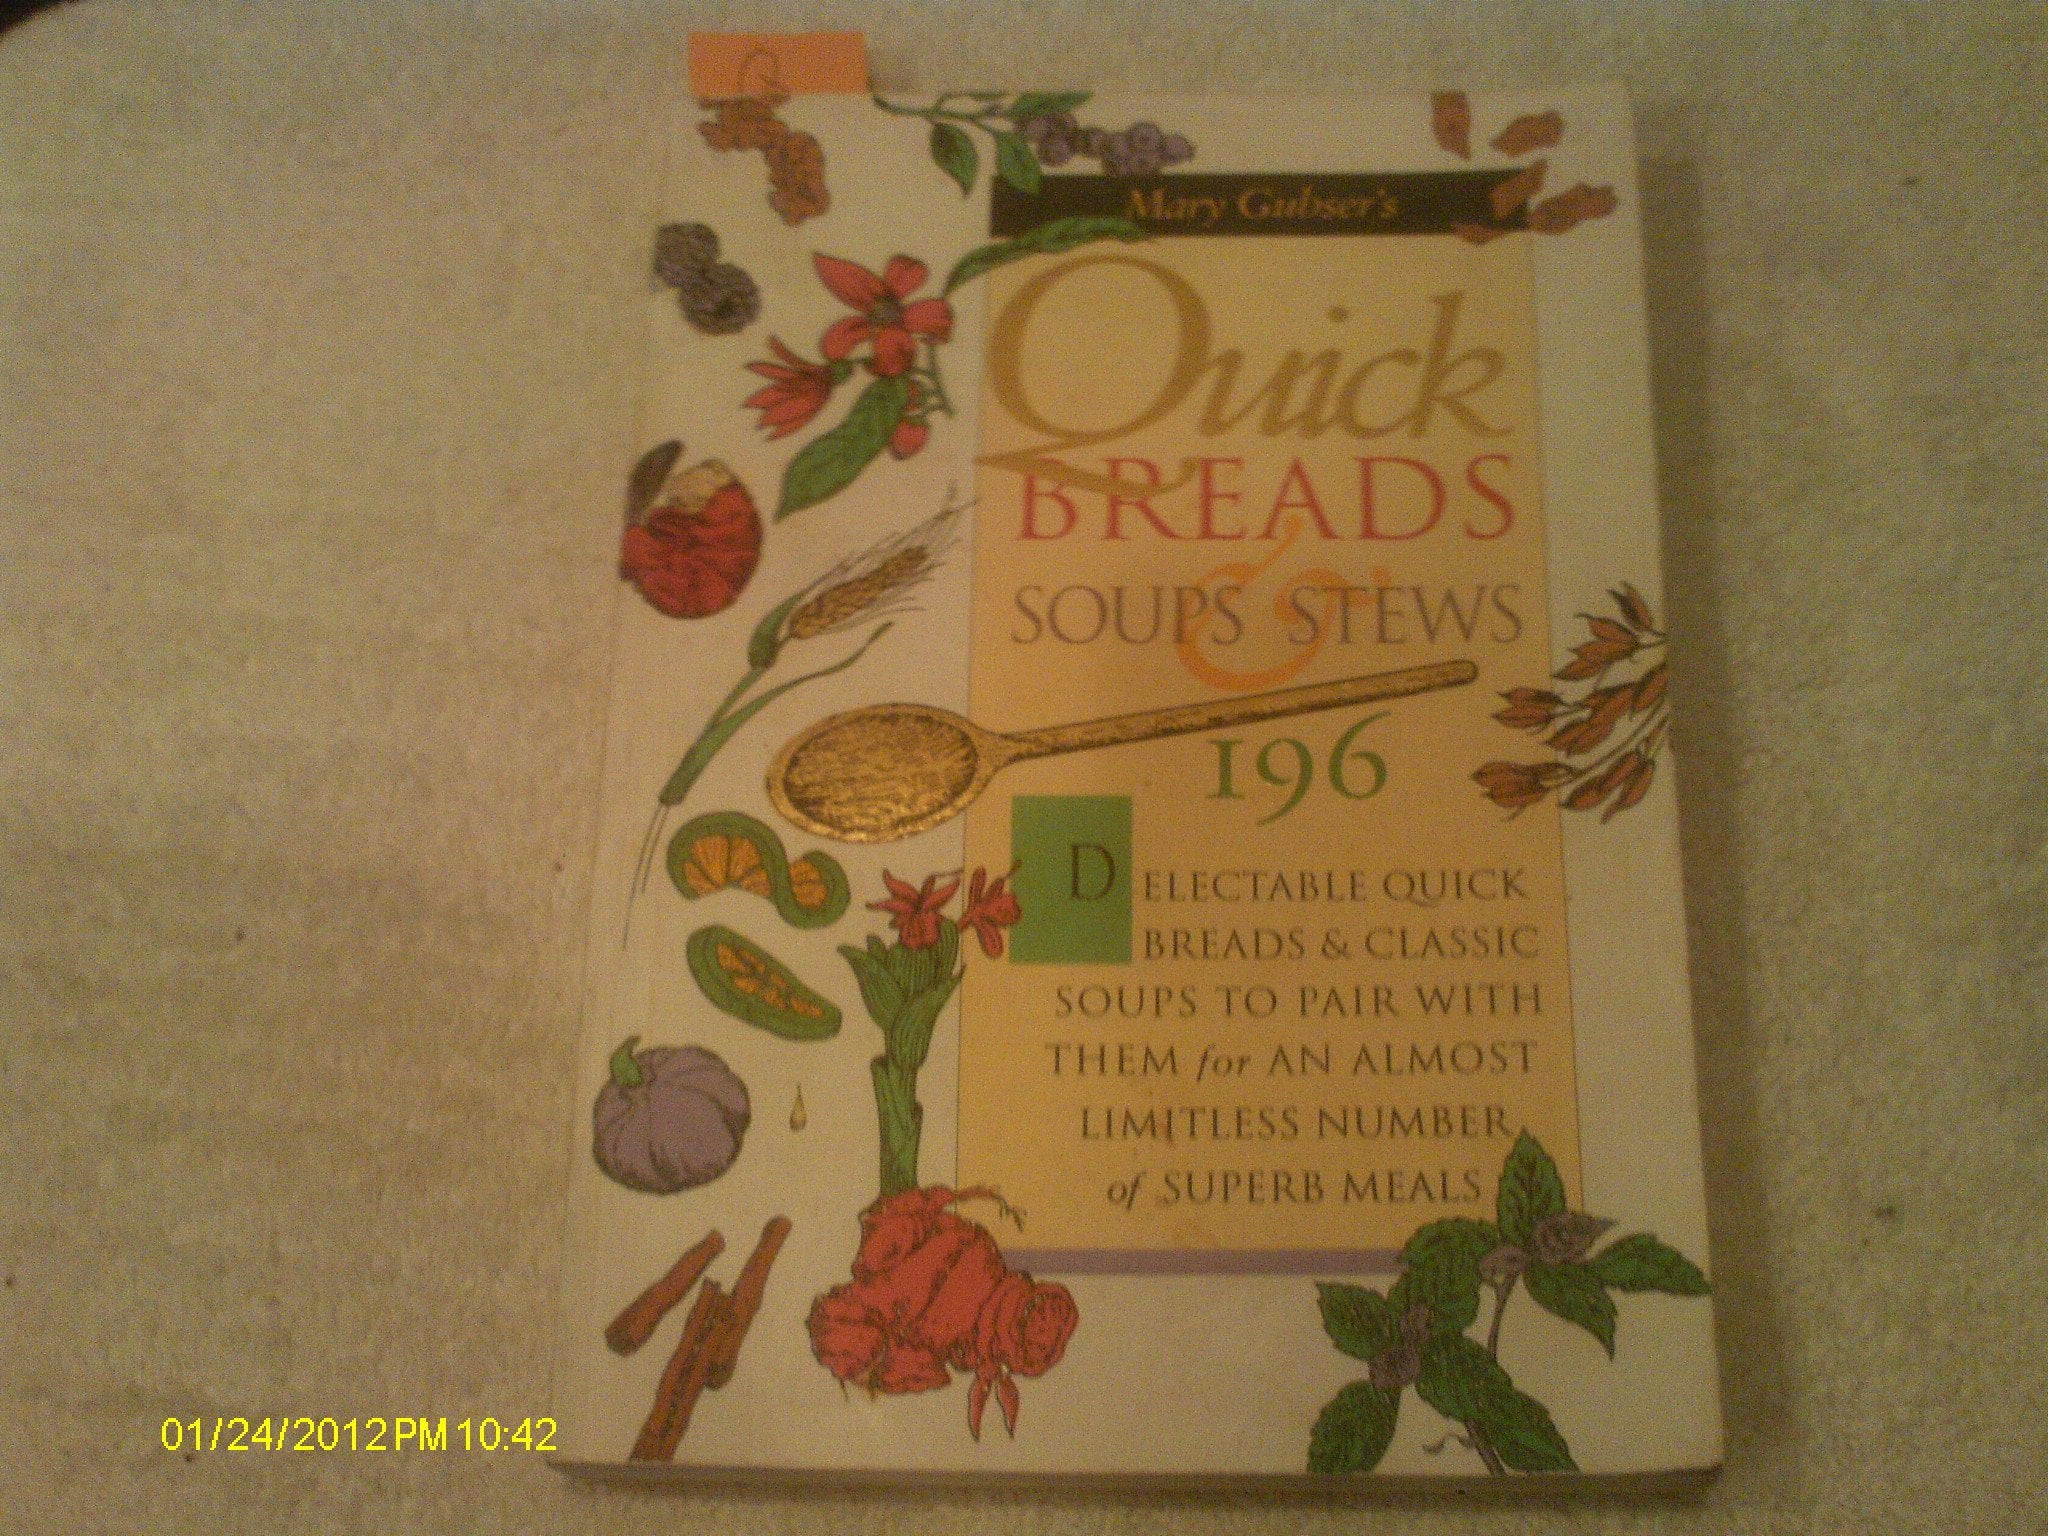 Mary Gubser's
Quick
BREADS
&
SOUPS STEWS
196
DELECTABLE QUICK
BREADS & CLASSIC
SOUPS TO PAIR WITH
THEM for AN ALMOST
LIMITLESS NUMBER
of SUPERB MEALS
01/24/2012 PM 10:42